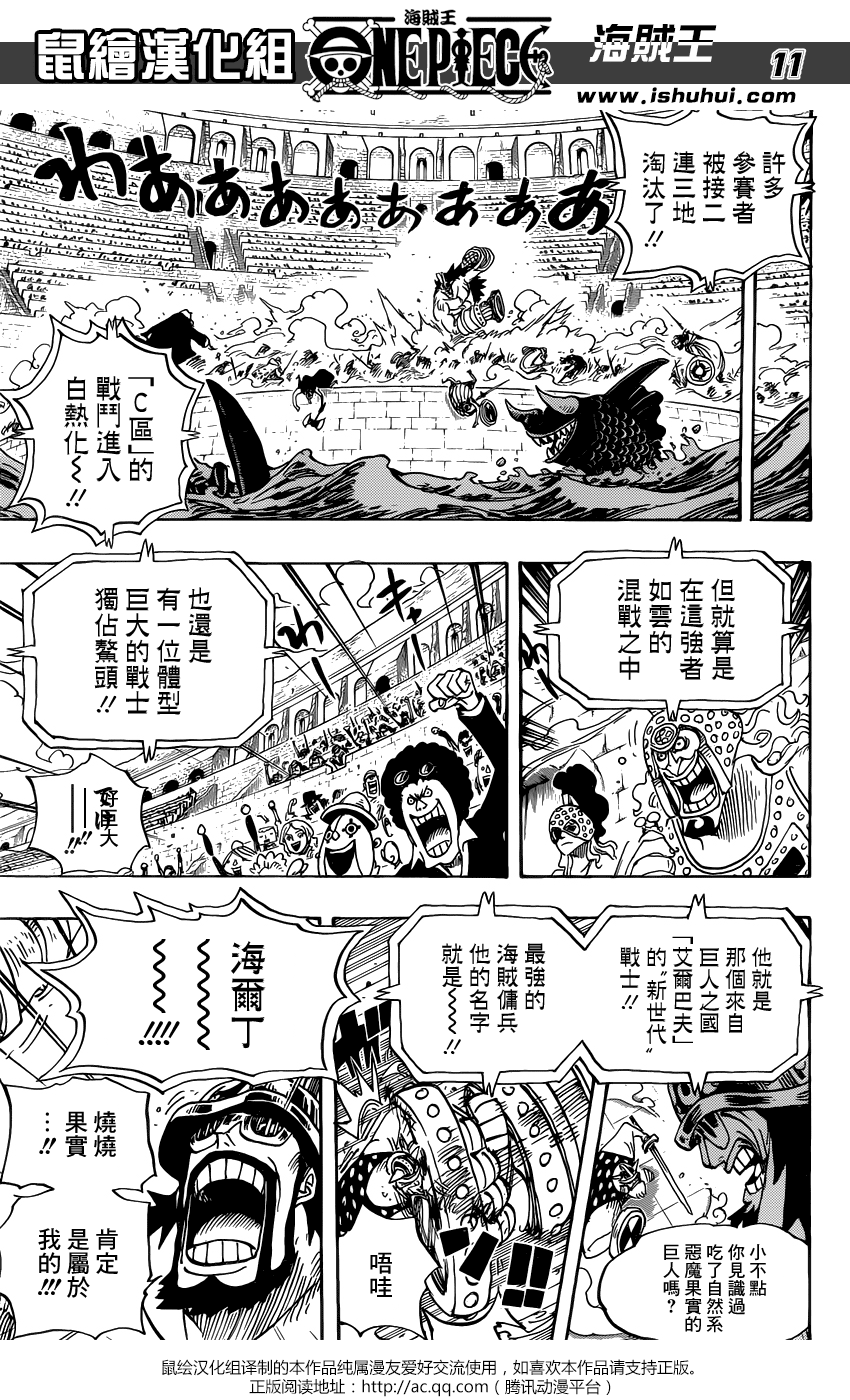 鼠繪漢化組
海賊王
ONE PIECE
海賊王
11
www.ishuhui.com
許多
參賽者
被接二
連三地
淘汰了!!
わああああああああ
「C區」的
戰鬥進入
白熱化~!!
但就算是
在這強者
如雲的
混戰之中
也還是
有一位體型
巨大的戰士
獨佔鰲頭!!
他就是
那個來自
巨人之國
「艾爾巴夫」
的“新世代”
戰士!!
最強的
海賊傭兵
他的名字
就是~~!!
海爾丁
~~~!!!!
小不點
你見識過
吃了自然系
惡魔果實的
巨人嗎?
唔哇
!!
燒燒
果實
…!!
肯定
是屬於
我的!!!
鼠绘汉化组译制的本作品纯属漫友爱好交流使用，如喜欢本作品请支持正版。
正版阅读地址：http://ac.qq.com（腾讯动漫平台）